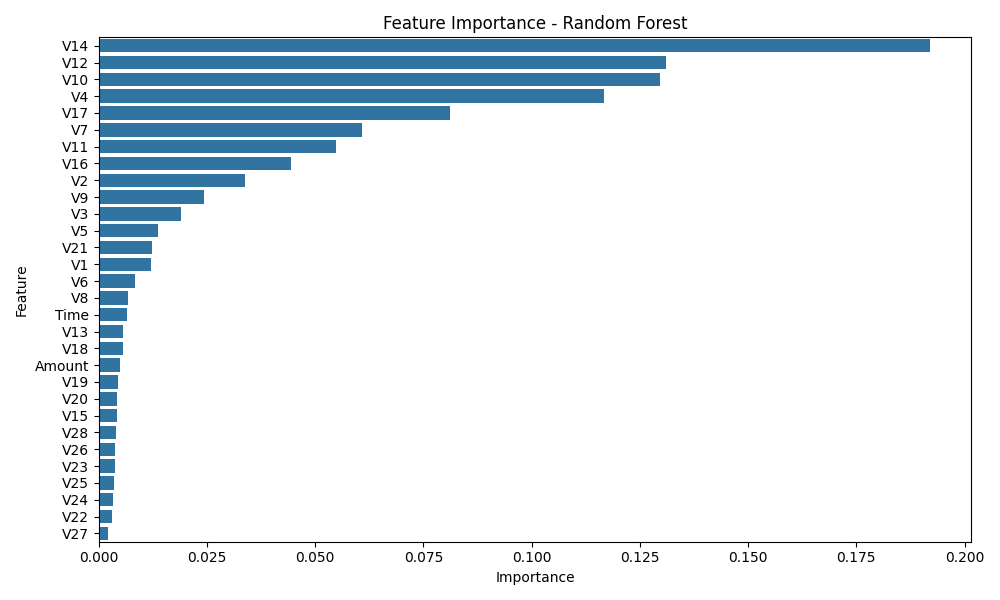 Feature Importance - Random Forest
Feature
V14
V12
V10
V4
V17
V7
V11
V16
V2
V9
V3
V5
V21
V1
V6
V8
Time
V13
V18
Amount
V19
V20
V15
V28
V26
V23
V25
V24
V22
V27
0.000 0.025 0.050 0.075 0.100 0.125 0.150 0.175 0.200
Importance